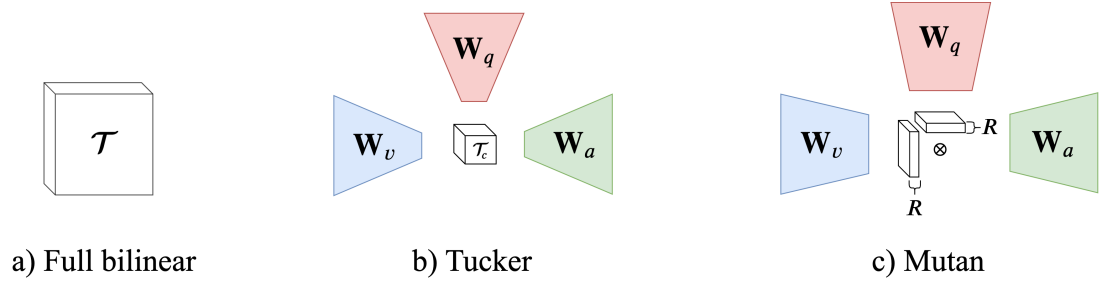 𝓣
W_q
W_v
𝓣_c
W_a
W_q
W_v
R
⊗
W_a
R
a) Full bilinear
b) Tucker
c) Mutan